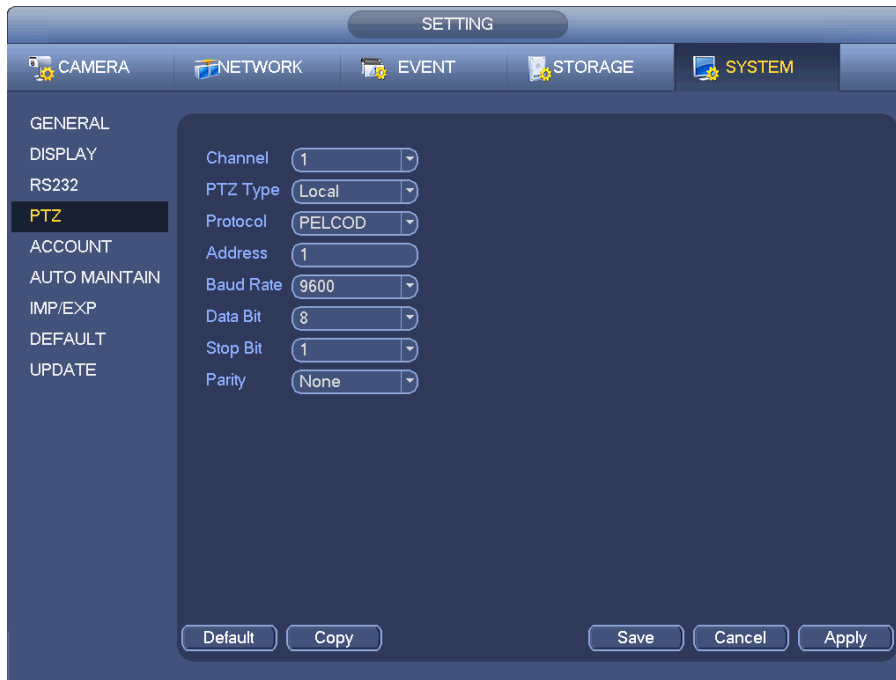 SETTING
CAMERA NETWORK EVENT STORAGE SYSTEM
GENERAL
DISPLAY
RS232
PTZ
ACCOUNT
AUTO MAINTAIN
IMP/EXP
DEFAULT
UPDATE
Channel 1
PTZ Type Local
Protocol PELCOD
Address 1
Baud Rate 9600
Data Bit 8
Stop Bit 1
Parity None
Default Copy Save Cancel Apply